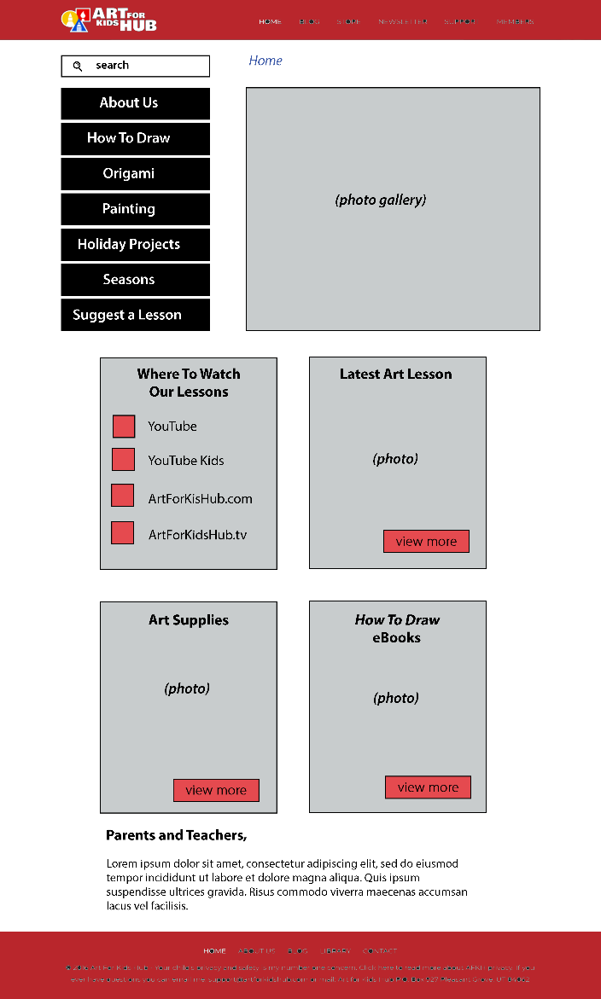 ART FOR
KIDS HUB
HOME BLOG STORE NEWSLETTER SUPPORT MEMBERS
search
Home
About Us
How To Draw
Origami
Painting
Holiday Projects
Seasons
Suggest a Lesson
(photo gallery)
Where To Watch
Our Lessons
YouTube
YouTube Kids
ArtForKisHub.com
ArtForKidsHub.tv
Latest Art Lesson
(photo)
view more
Art Supplies
(photo)
view more
How To Draw
eBooks
(photo)
view more
Parents and Teachers,
Lorem ipsum dolor sit amet, consectetur adipiscing elit, sed do eiusmod
tempor incididunt ut labore et dolore magna aliqua. Quis ipsum
suspendisse ultrices gravida. Risus commodo viverra maecenas accumsan
lacus vel facilisis.
HOME ABOUT US BLOG LIBRARY CONTACT
Art For Kids Hub - Your child's privacy and safety is my number one concern. Click here to read more about AFKH privacy. If you
ever have questions you can email me: support@artforkidshub.com or mail: Art for Kids Hub P.O. Box 927 Pleasant Grove, UT 84062